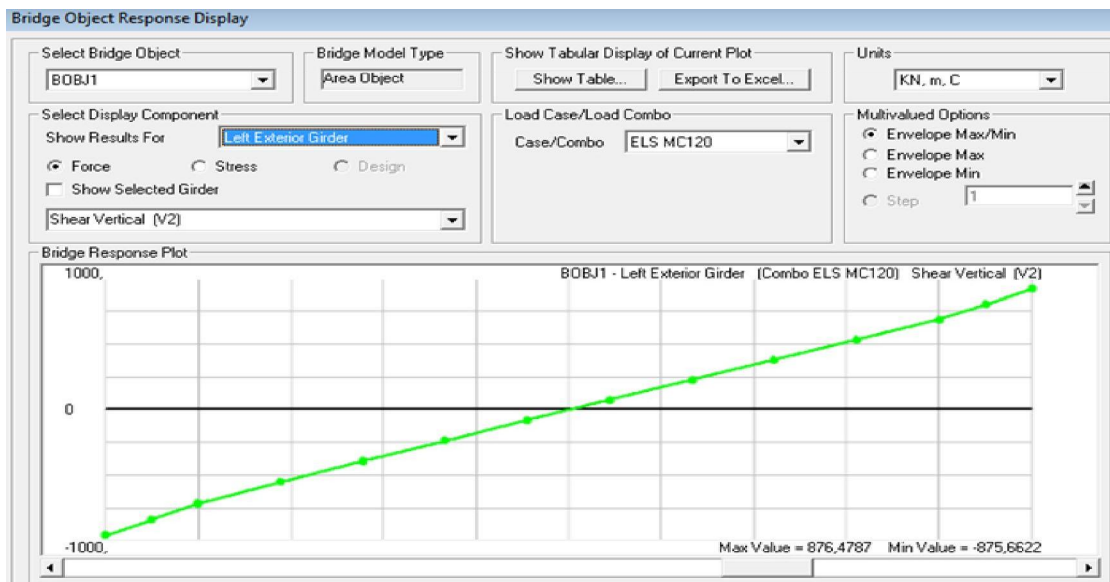 Bridge Object Response Display
Select Bridge Object
BOBJ1
Bridge Model Type
Area Object
Show Tabular Display of Current Plot
Show Table...
Export To Excel...
Units
KN, m, C
Select Display Component
Show Results For
Left Exterior Girder
Force
Stress
Design
Show Selected Girder
Shear Vertical (V2)
Load Case/Load Combo
Case/Combo
ELS MC120
Multivalued Options
Envelope Max/Min
Envelope Max
Envelope Min
Step
1
Bridge Response Plot
1000,
BOBJ1 - Left Exterior Girder (Combo ELS MC120) Shear Vertical (V2)
0
-1000,
Max Value = 876,4787 Min Value = -875,6622